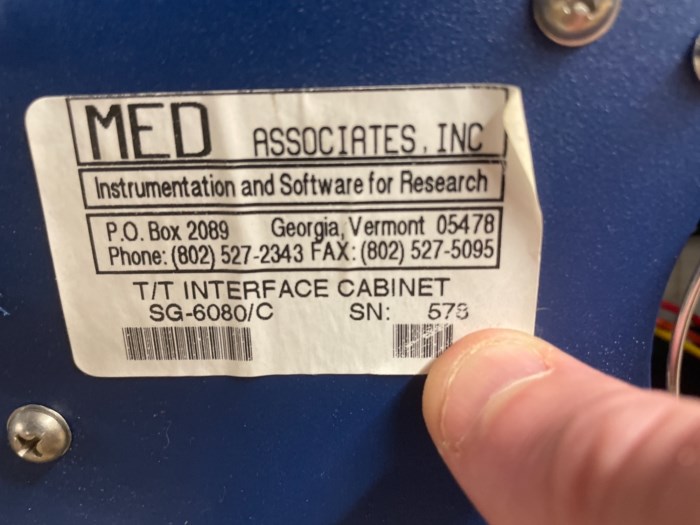 MED ASSOCIATES, INC
Instrumentation and Software for Research
P.O. Box 2089 Georgia, Vermont 05478
Phone: (802) 527-2343 FAX: (802) 527-5095
T/T INTERFACE CABINET
SG-6080/C SN: